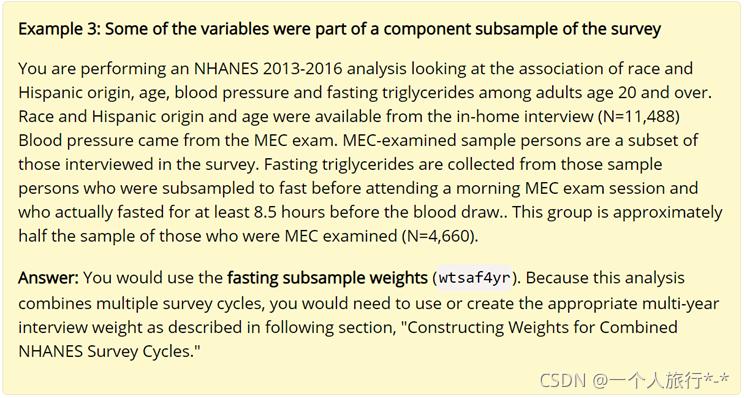 Example 3: Some of the variables were part of a component subsample of the survey
You are performing an NHANES 2013-2016 analysis looking at the association of race and
Hispanic origin, age, blood pressure and fasting triglycerides among adults age 20 and over.
Race and Hispanic origin and age were available from the in-home interview (N=11,488)
Blood pressure came from the MEC exam. MEC-examined sample persons are a subset of
those interviewed in the survey. Fasting triglycerides are collected from those sample
persons who were subsampled to fast before attending a morning MEC exam session and
who actually fasted for at least 8.5 hours before the blood draw.. This group is approximately
half the sample of those who were MEC examined (N=4,660).
Answer: You would use the fasting subsample weights (wtsaf4yr). Because this analysis
combines multiple survey cycles, you would need to use or create the appropriate multi-year
interview weight as described in following section, "Constructing Weights for Combined
NHANES Survey Cycles."
CSDN @一个人旅行*-*